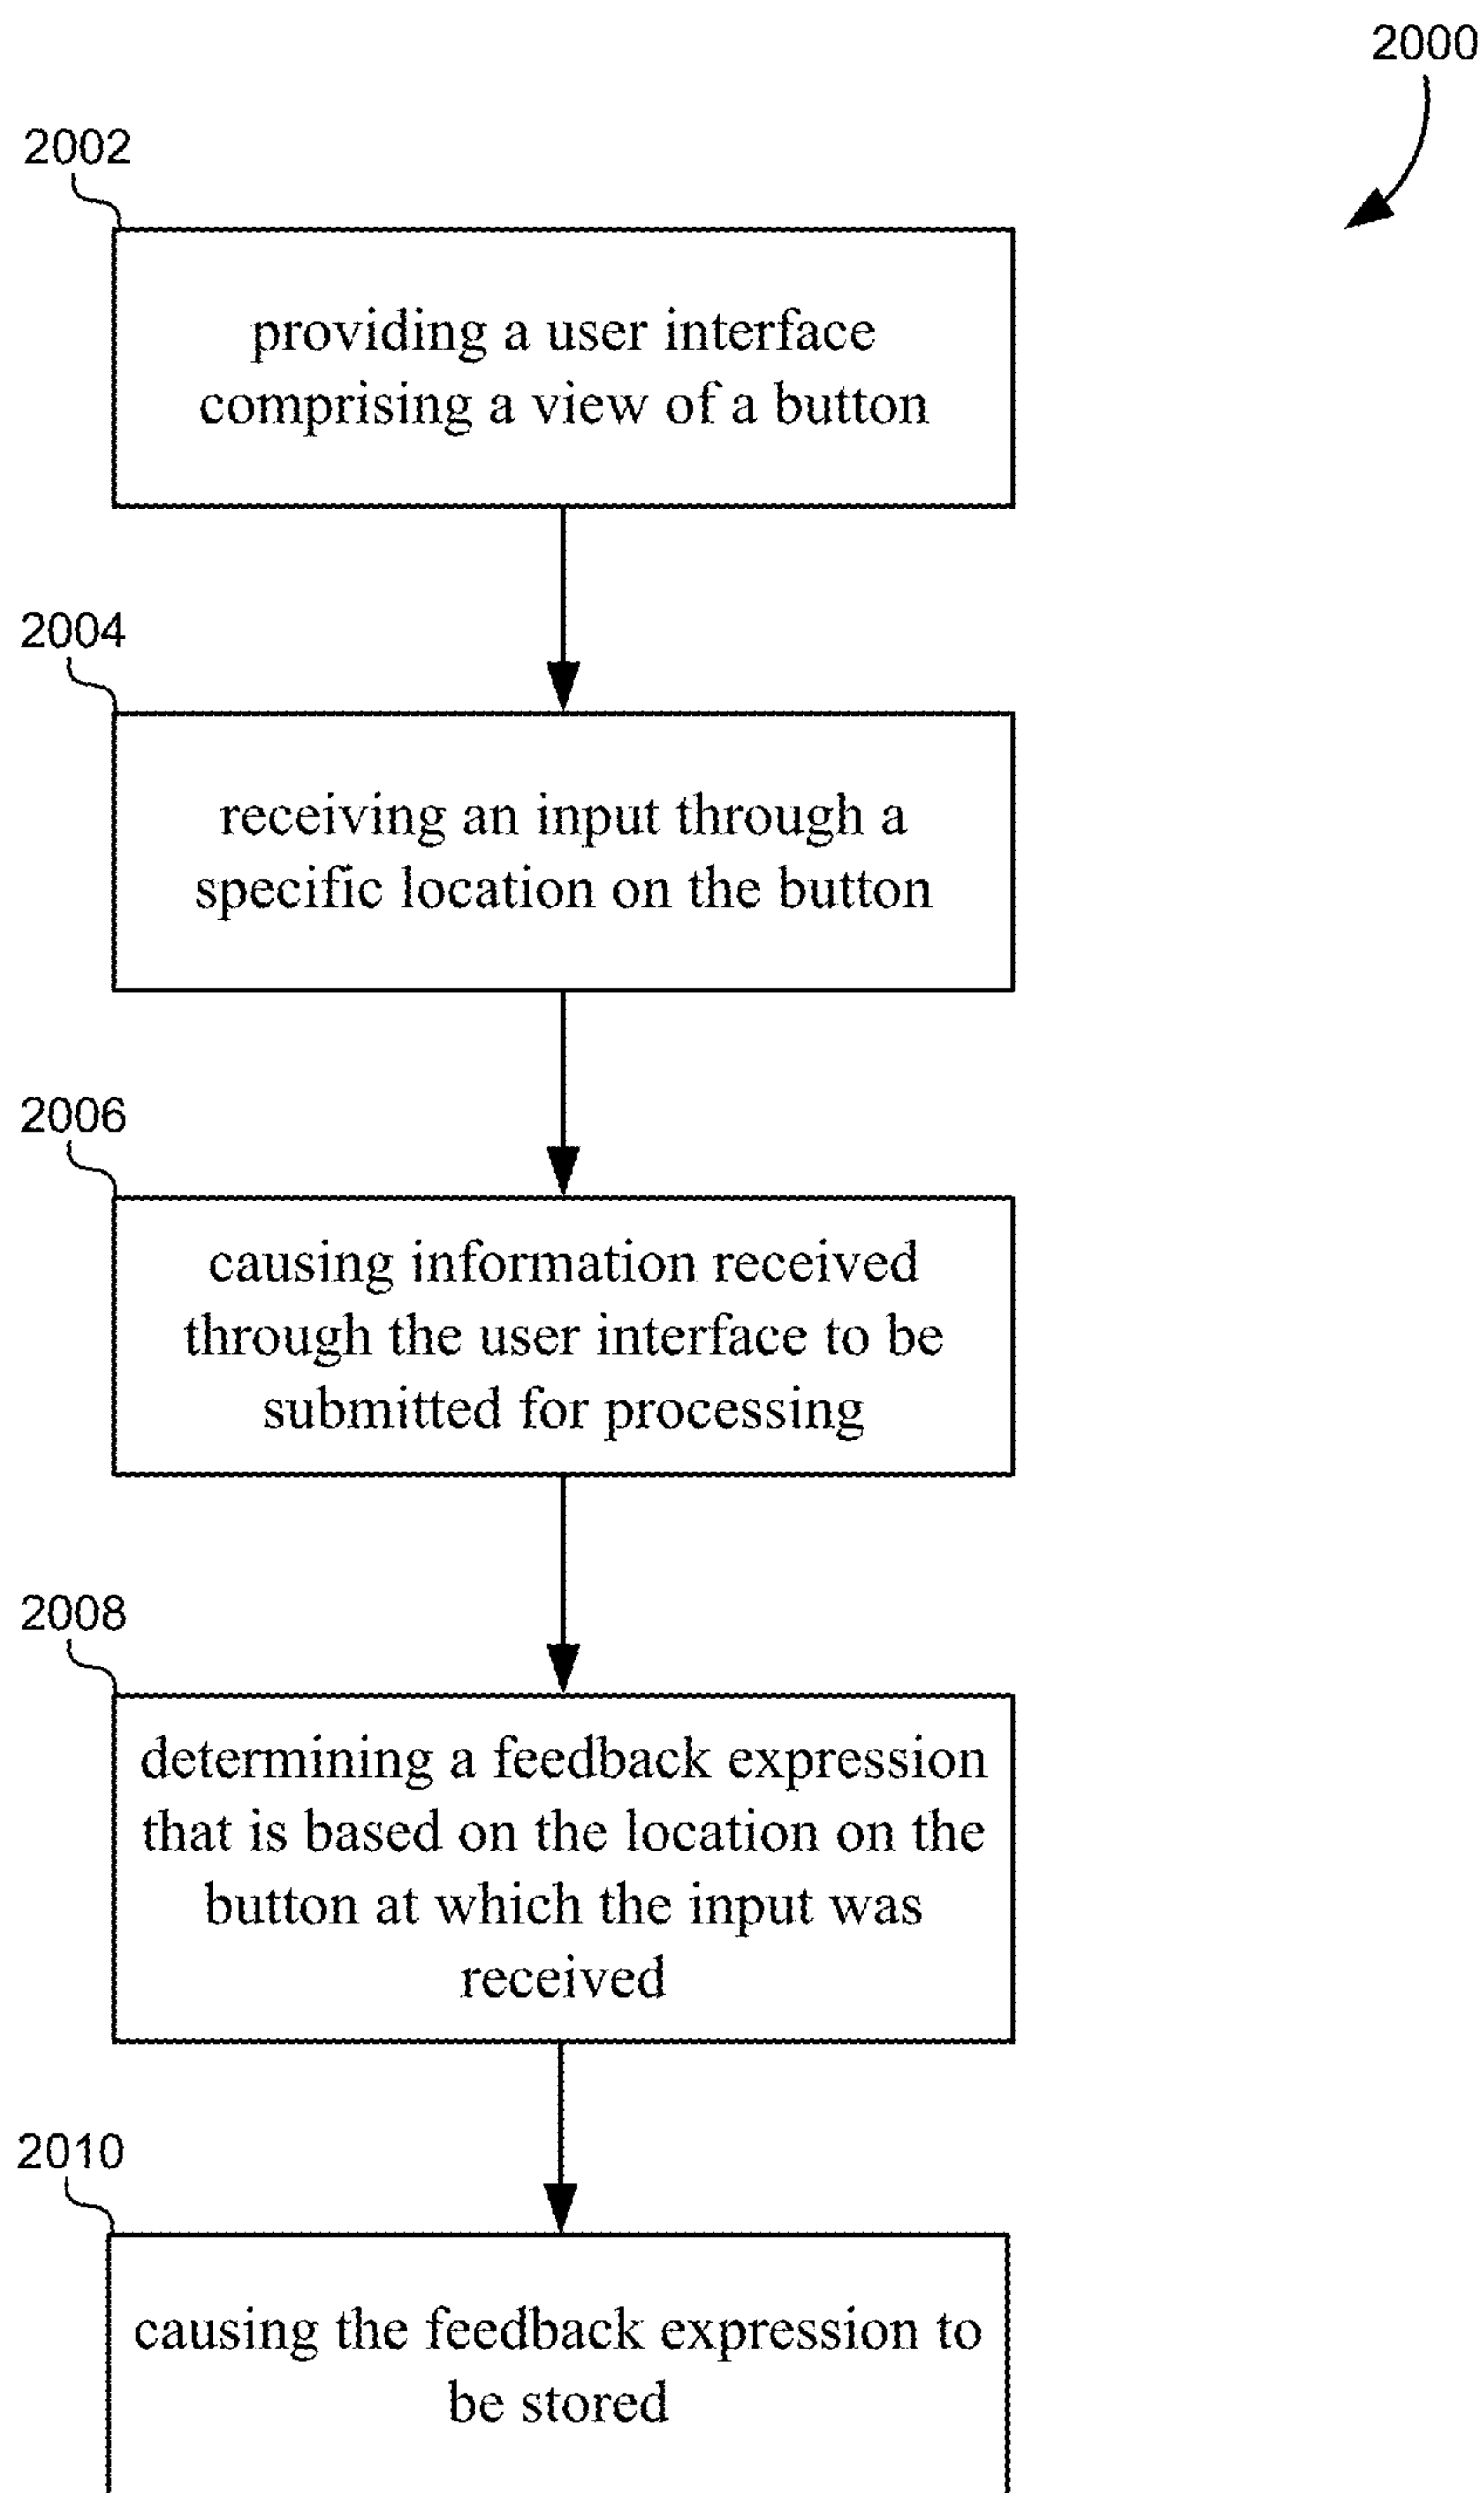 2000
2002
providing a user interface
comprising a view of a button
2004
receiving an input through a
specific location on the button
2006
causing information received
through the user interface to be
submitted for processing
2008
determining a feedback expression
that is based on the location on the
button at which the input was
received
2010
causing the feedback expression to
be stored